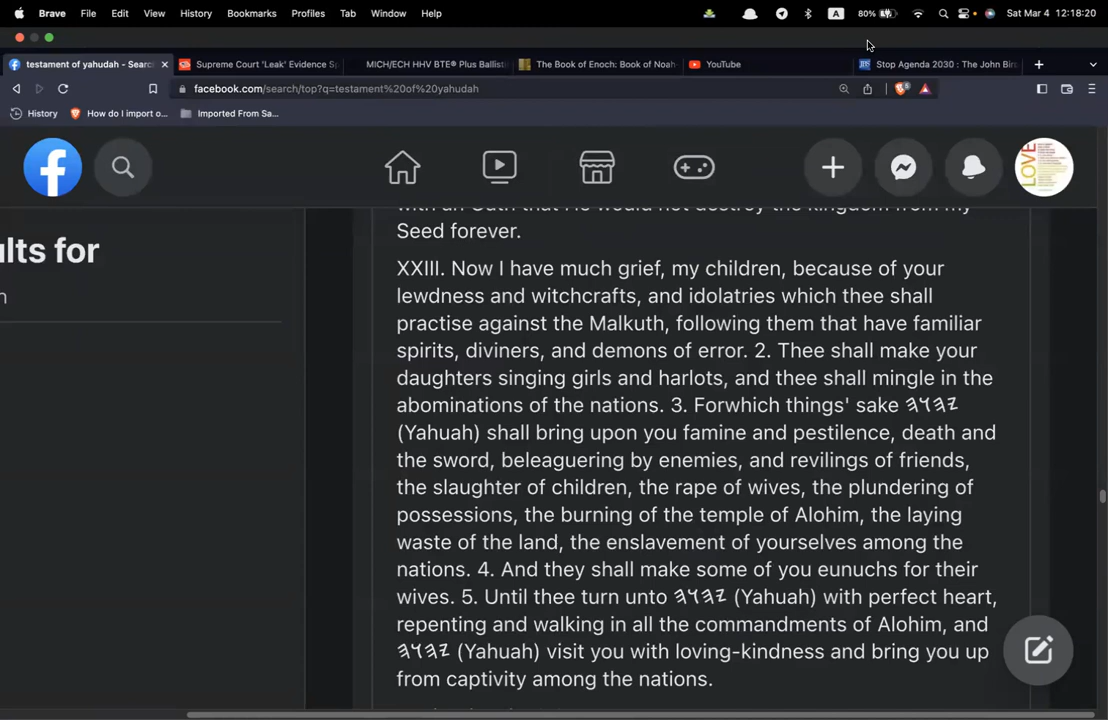 Brave File Edit View History Bookmarks Profiles Tab Window Help A 80% Sat Mar 4 12:18:20
testament of yahudah - Searc Supreme Court 'Leak' Evidence S MICH/ECH HHV BTE® Plus Ballist The Book of Enoch: Book of Noah YouTube Stop Agenda 2030 : The John Bir
facebook.com/search/top?q=testament%20of%20yahudah
History How do I import o... Imported From Sa...
LOVE
Seed forever.
ults for
n
XXIII. Now I have much grief, my children, because of your
lewdness and witchcrafts, and idolatries which thee shall
practise against the Malkuth, following them that have familiar
spirits, diviners, and demons of error. 2. Thee shall make your
daughters singing girls and harlots, and thee shall mingle in the
abominations of the nations. 3. Forwhich things' sake 𐤉𐤄𐤅𐤄
(Yahuah) shall bring upon you famine and pestilence, death and
the sword, beleaguering by enemies, and revilings of friends,
the slaughter of children, the rape of wives, the plundering of
possessions, the burning of the temple of Alohim, the laying
waste of the land, the enslavement of yourselves among the
nations. 4. And they shall make some of you eunuchs for their
wives. 5. Until thee turn unto 𐤉𐤄𐤅𐤄 (Yahuah) with perfect heart,
repenting and walking in all the commandments of Alohim, and
𐤉𐤄𐤅𐤄 (Yahuah) visit you with loving-kindness and bring you up
from captivity among the nations.